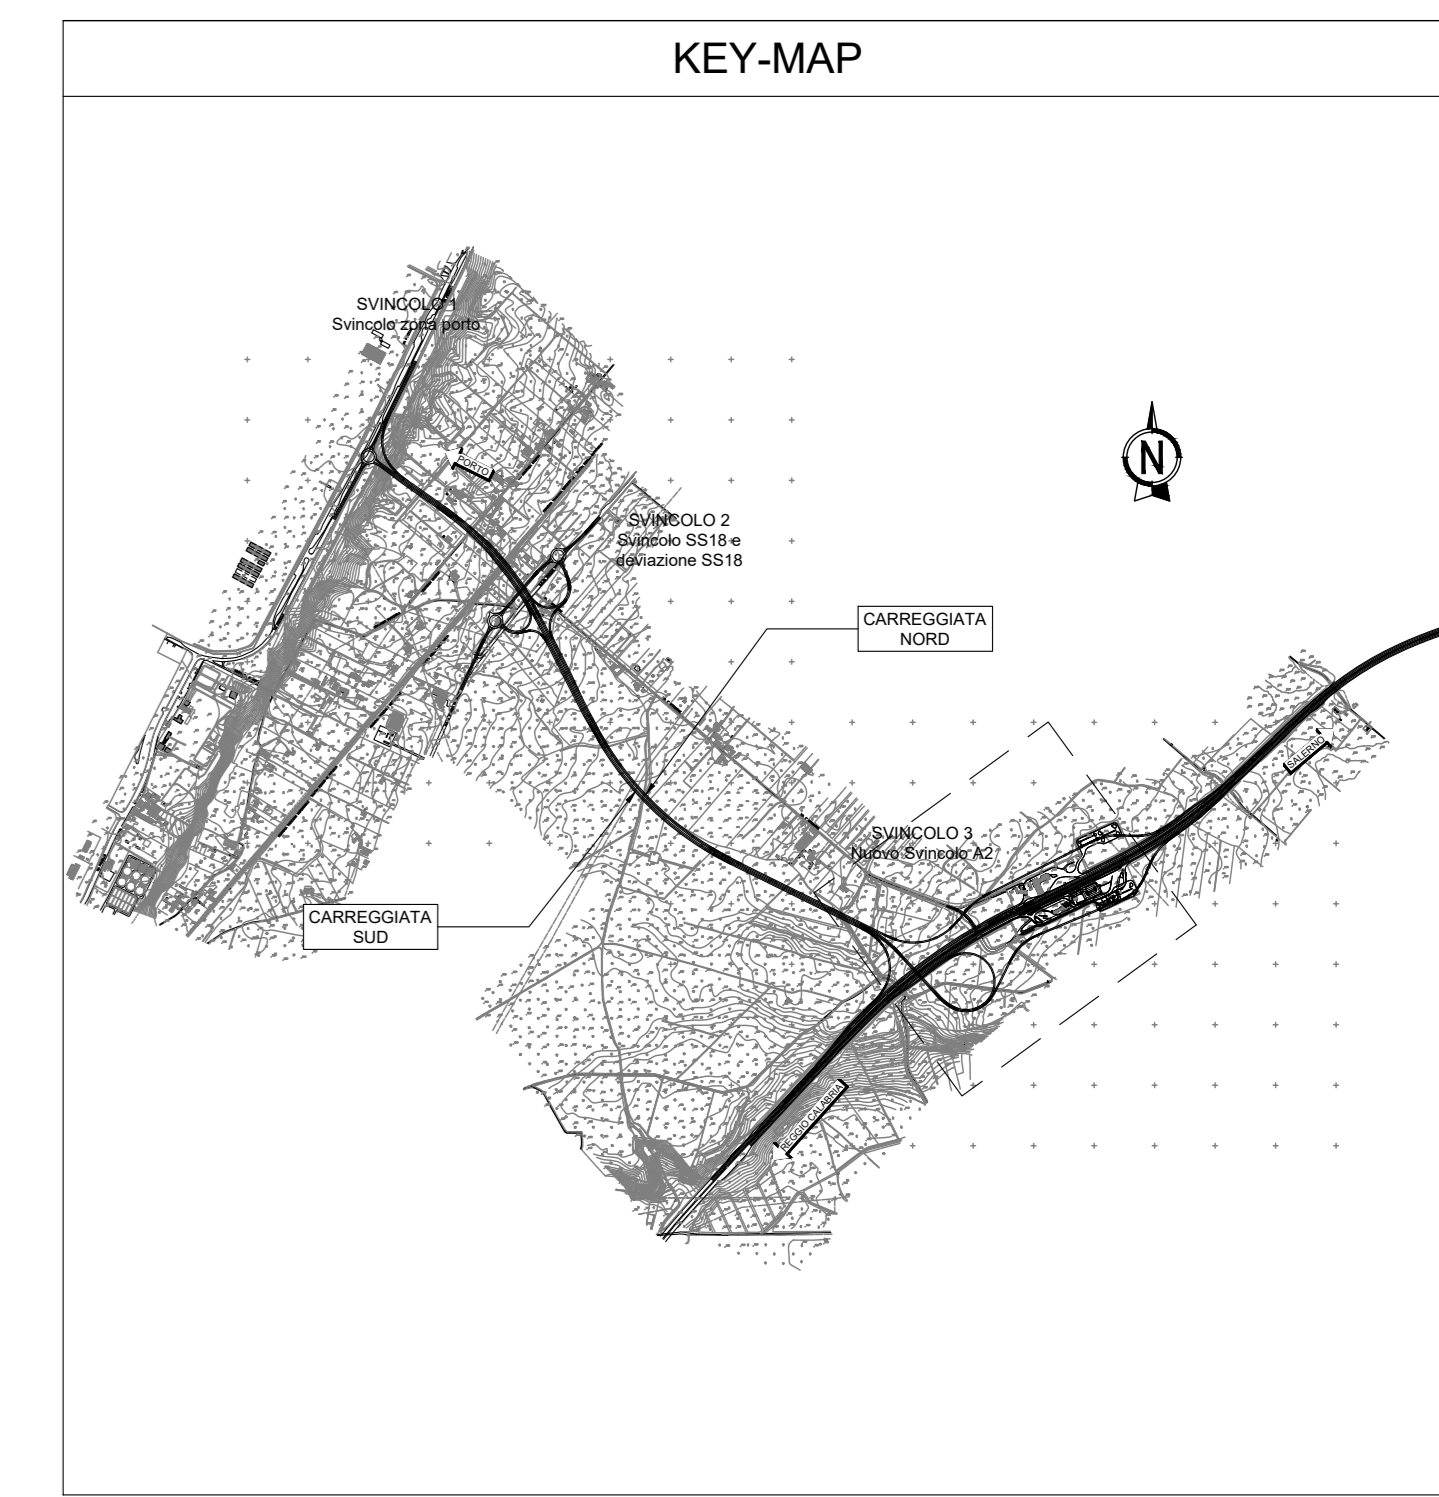 KEY-MAP
SVINCOLO 1
Svincolo zona porto
N
PORTO
SVINCOLO 2
Svincolo SS18 e
deviazione SS18
CARREGGIATA
NORD
SALERNO
SVINCOLO 3
Nuovo Svincolo A2
CARREGGIATA
SUD
REGGIO CALABRIA